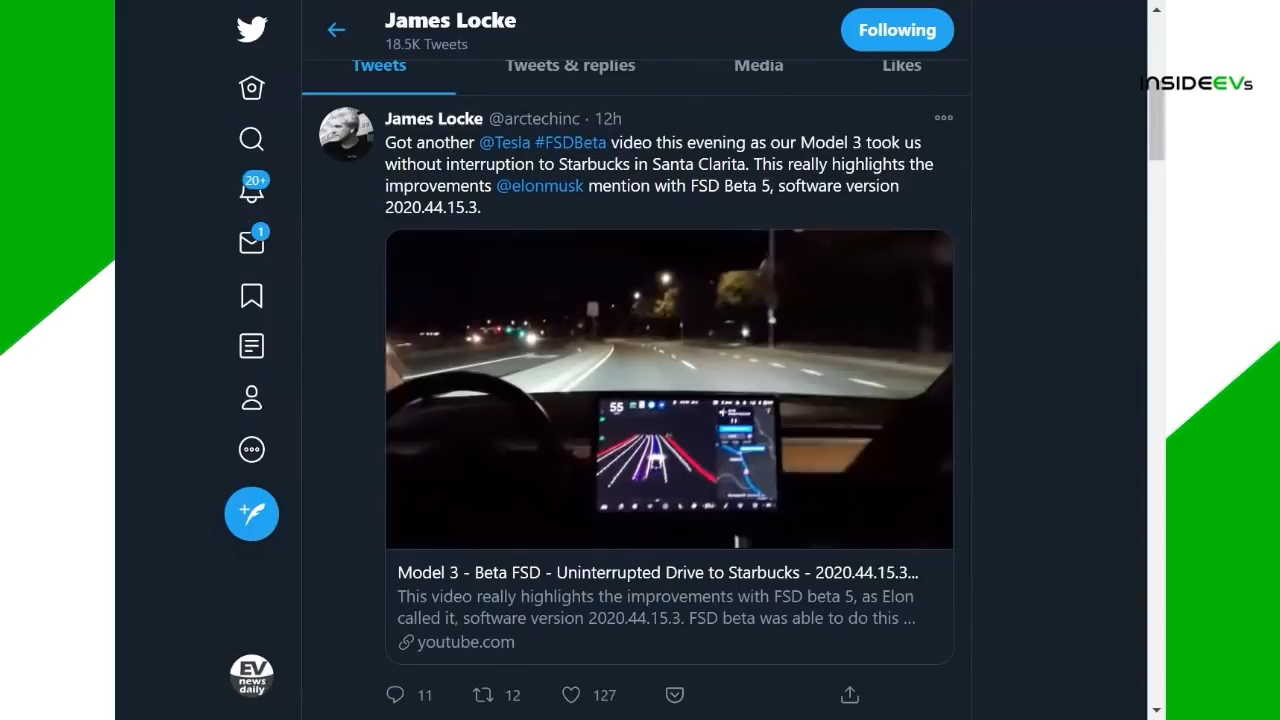 James Locke
18.5K Tweets
Following
Tweets
Tweets & replies
Media
Likes
INSIDEEVs
James Locke @arctechinc · 12h
Got another @Tesla #FSDBeta video this evening as our Model 3 took us
without interruption to Starbucks in Santa Clarita. This really highlights the
improvements @elonmusk mention with FSD Beta 5, software version
2020.44.15.3.
20+
1
55
Model 3 - Beta FSD - Uninterrupted Drive to Starbucks - 2020.44.15.3...
This video really highlights the improvements with FSD beta 5, as Elon
called it, software version 2020.44.15.3. FSD beta was able to do this ...
youtube.com
EV
news
daily
11
12
127